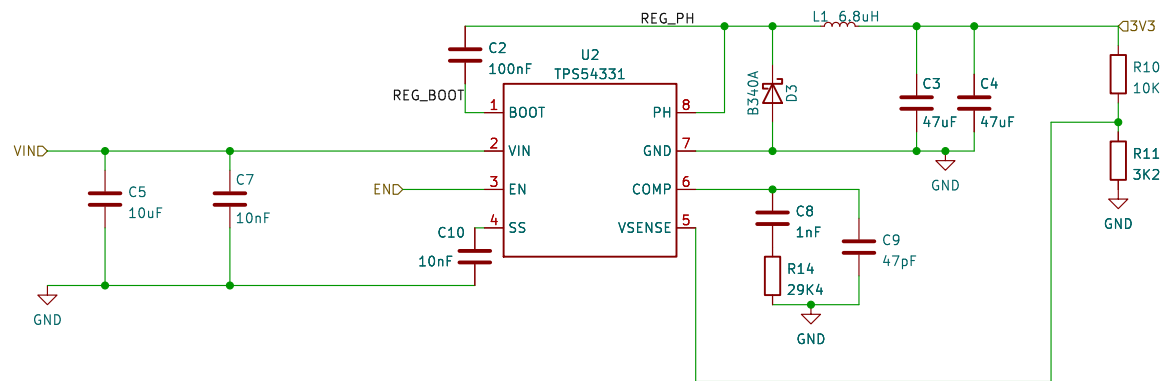 REG_PH
L1 6.8uH
3V3
C2
100nF
U2
TPS54331
R10
10K
B340A
D3
C3
47uF
C4
47uF
REG_BOOT
1 BOOT
PH 8
VIN
2 VIN
GND 7
R11
3K2
GND
EN
3 EN
COMP 6
GND
C5
10uF
C7
10nF
C8
1nF
C10
10nF
4 SS
VSENSE 5
C9
47pF
R14
29K4
GND
GND